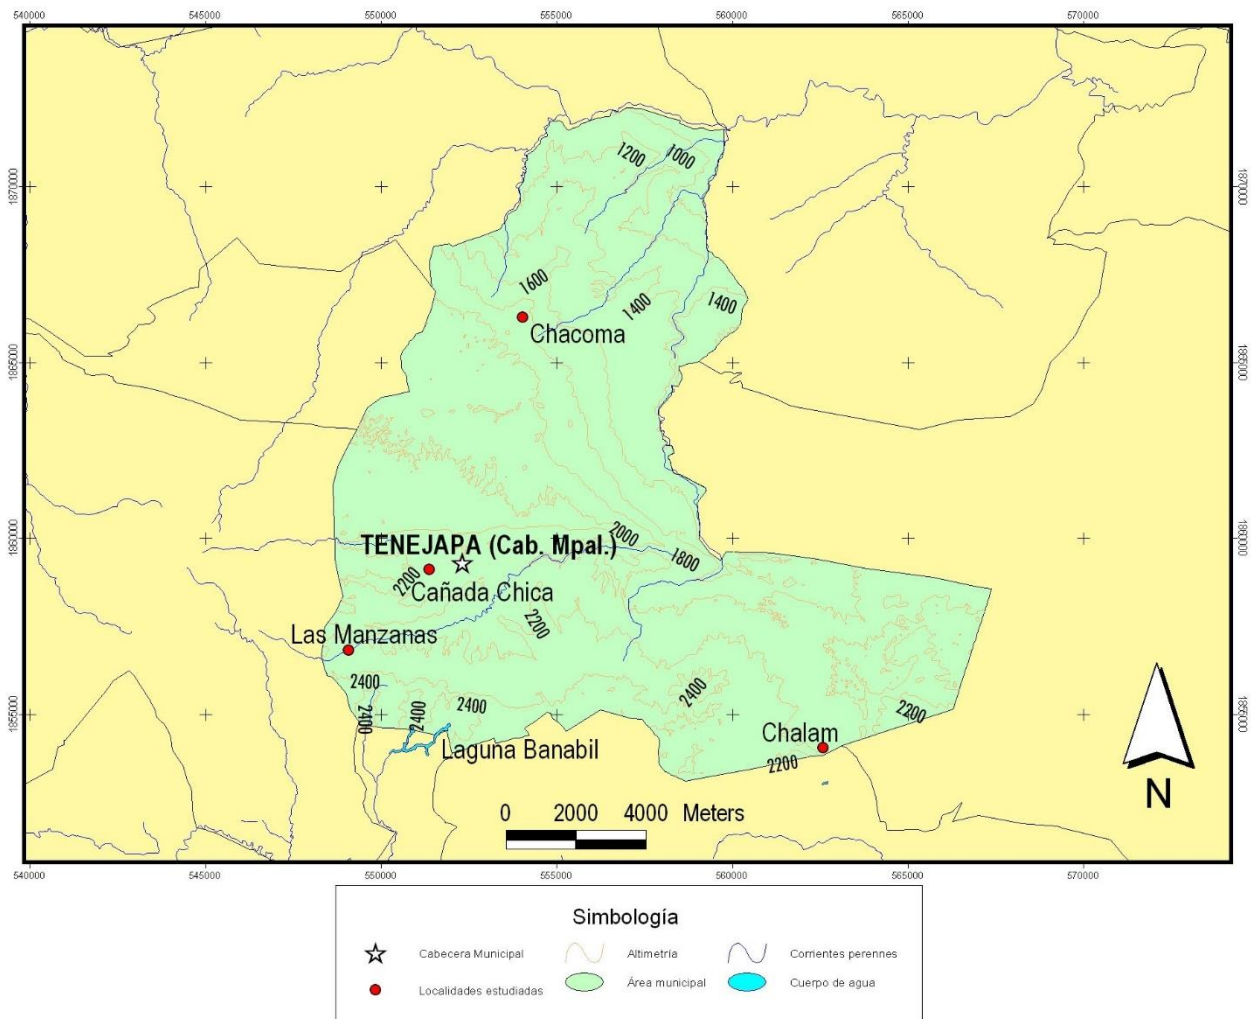 540000 545000 550000 555000 560000 565000 570000
1870000 1870000
1865000 1865000
1860000 1860000
1855000 1855000
1200 1000
1600 1400 1400
Chacoma
2000 1800
TENEJAPA (Cab. Mpal.)
2200
Cañada Chica
2200
Las Manzanas
2400
2400 2400 2400
2400
2200
Chalam
2200
Laguna Banabil
0 2000 4000 Meters
N
540000 545000 550000 555000 560000 565000 570000
Simbología
Cabecera Municipal Altimetría Corrientes perennes
Localidades estudiadas Área municipal Cuerpo de agua